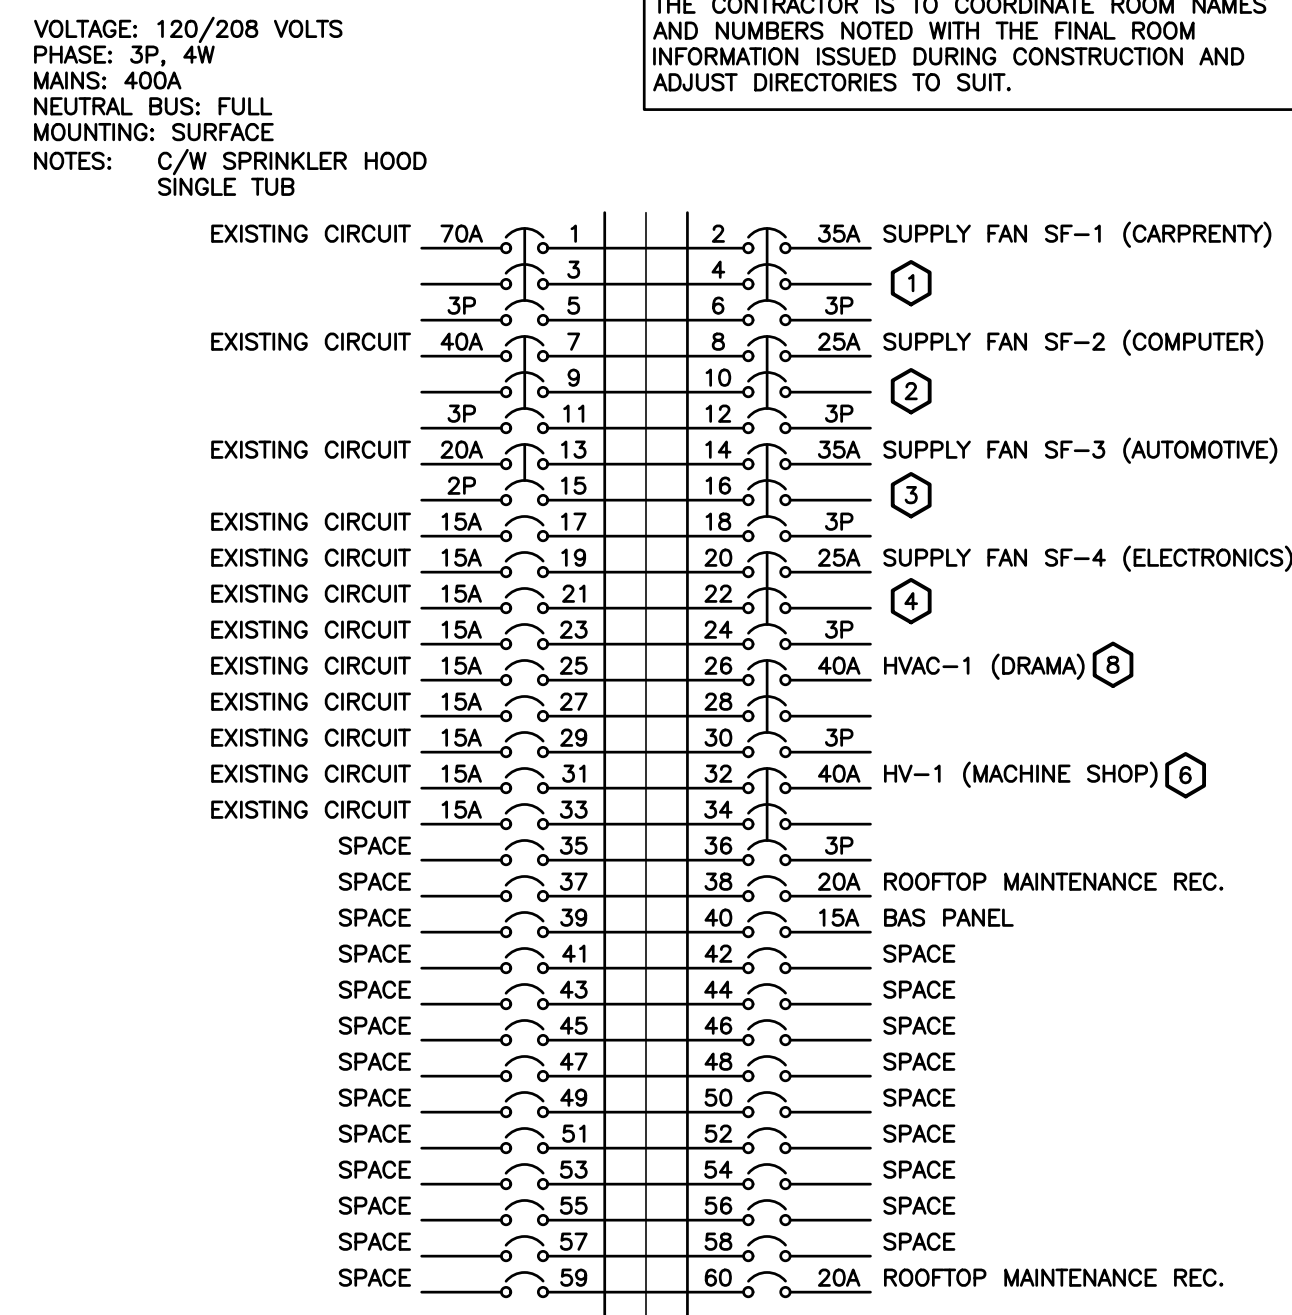 VOLTAGE: 120/208 VOLTS
PHASE: 3P, 4W
MAINS: 400A
NEUTRAL BUS: FULL
MOUNTING: SURFACE
NOTES: C/W SPRINKLER HOOD
SINGLE TUB
THE CONTRACTOR IS TO COORDINATE ROOM NAMES
AND NUMBERS NOTED WITH THE FINAL ROOM
INFORMATION ISSUED DURING CONSTRUCTION AND
ADJUST DIRECTORIES TO SUIT.
EXISTING CIRCUIT 70A 1 2 35A SUPPLY FAN SF-1 (CARPRENTY)
3 4 1
3P 5 6 3P
EXISTING CIRCUIT 40A 7 8 25A SUPPLY FAN SF-2 (COMPUTER)
9 10 2
3P 11 12 3P
EXISTING CIRCUIT 20A 13 14 35A SUPPLY FAN SF-3 (AUTOMOTIVE)
2P 15 16 3
EXISTING CIRCUIT 15A 17 18 3P
EXISTING CIRCUIT 15A 19 20 25A SUPPLY FAN SF-4 (ELECTRONICS)
EXISTING CIRCUIT 15A 21 22 4
EXISTING CIRCUIT 15A 23 24 3P
EXISTING CIRCUIT 15A 25 26 40A HVAC-1 (DRAMA) 8
EXISTING CIRCUIT 15A 27 28
EXISTING CIRCUIT 15A 29 30 3P
EXISTING CIRCUIT 15A 31 32 40A HV-1 (MACHINE SHOP) 6
EXISTING CIRCUIT 15A 33 34
SPACE 35 36 3P
SPACE 37 38 20A ROOFTOP MAINTENANCE REC.
SPACE 39 40 15A BAS PANEL
SPACE 41 42 SPACE
SPACE 43 44 SPACE
SPACE 45 46 SPACE
SPACE 47 48 SPACE
SPACE 49 50 SPACE
SPACE 51 52 SPACE
SPACE 53 54 SPACE
SPACE 55 56 SPACE
SPACE 57 58 SPACE
SPACE 59 60 20A ROOFTOP MAINTENANCE REC.